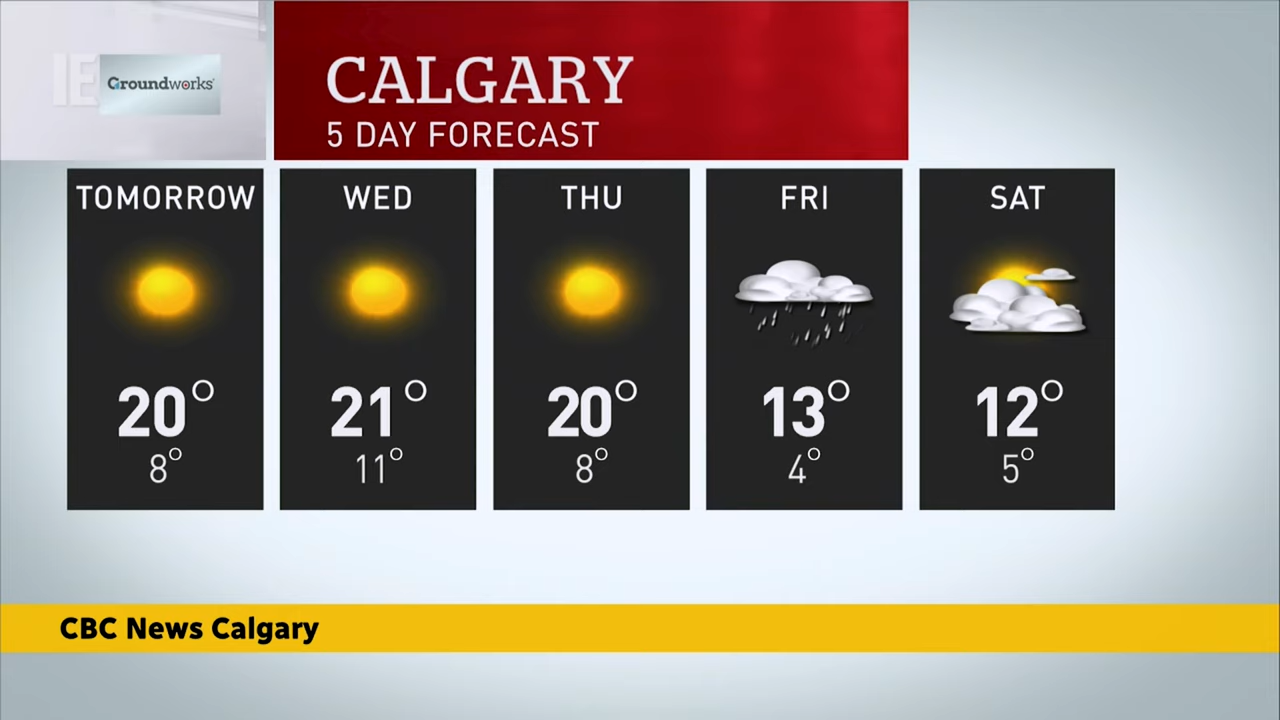 IE
Groundworks
CALGARY
5 DAY FORECAST
TOMORROW
20°
8°
WED
21°
11°
THU
20°
8°
FRI
13°
4°
SAT
12°
5°
CBC News Calgary